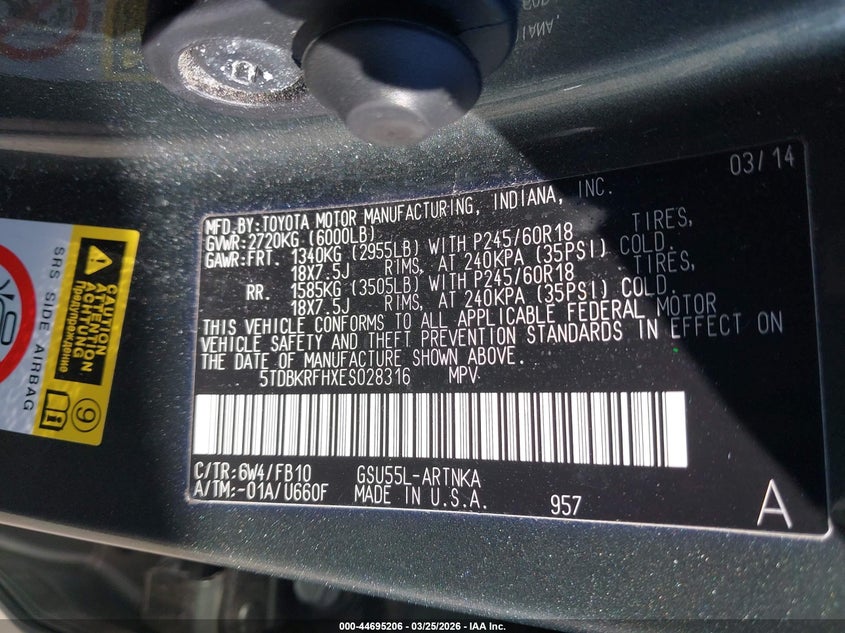 03/14
MFD.BY:TOYOTA MOTOR MANUFACTURING, INDIANA, INC.
GVWR:2720KG (6000LB)
GAWR:FRT. 1340KG (2955LB) WITH P245/60R18 TIRES,
18X7.5J RIMS, AT 240KPA (35PSI) COLD.
RR. 1585KG (3505LB) WITH P245/60R18 TIRES,
18X7.5J RIMS, AT 240KPA (35PSI) COLD.
THIS VEHICLE CONFORMS TO ALL APPLICABLE FEDERAL MOTOR
VEHICLE SAFETY AND THEFT PREVENTION STANDARDS IN EFFECT ON
THE DATE OF MANUFACTURE SHOWN ABOVE.
5TDBKRFHXES028316 MPV
C/TR:6W4/FB10 GSU55L-ARTNKA
A/TM:-01A/U660F MADE IN U.S.A. 957 A
SRS SIDE AIRBAG
CAUTION
ATTENTION
ACHTUNG
Предупреждение
9
000-44695206 - 03/25/2026 - IAA Inc.